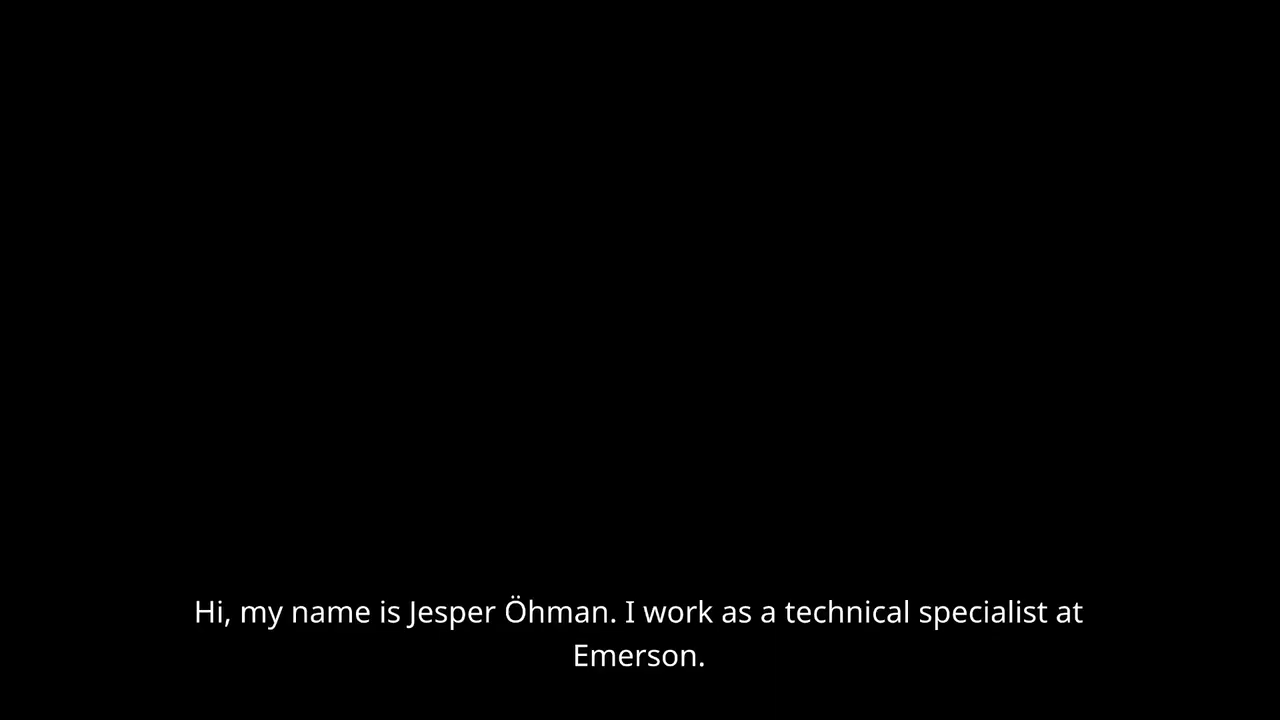 Hi, my name is Jesper Öhman. I work as a technical specialist at
Emerson.